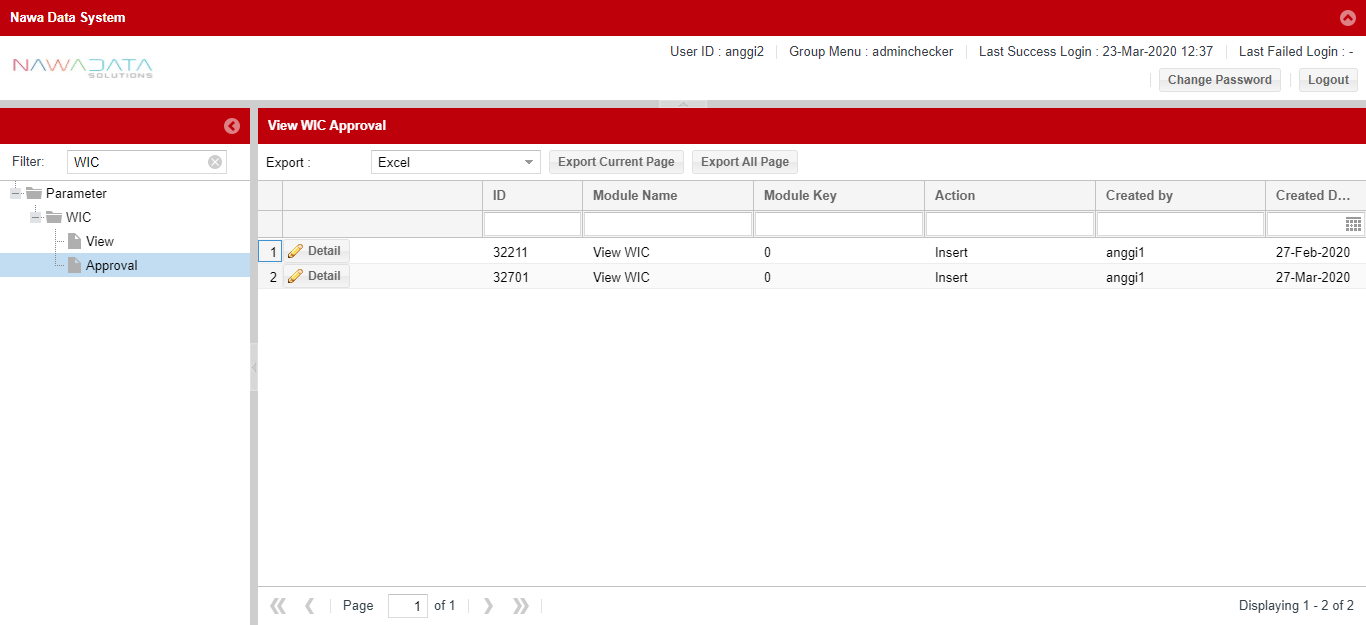 Nawa Data System
User ID : anggi2 Group Menu : adminchecker Last Success Login : 23-Mar-2020 12:37 Last Failed Login : -
NAWADATA
SOLUTIONS
Change Password Logout
View WIC Approval
Filter: WIC
Export : Excel Export Current Page Export All Page
Parameter
WIC
View
Approval
ID Module Name Module Key Action Created by Created D...
1 Detail 32211 View WIC 0 Insert anggi1 27-Feb-2020
2 Detail 32701 View WIC 0 Insert anggi1 27-Mar-2020
Page 1 of 1 Displaying 1 - 2 of 2